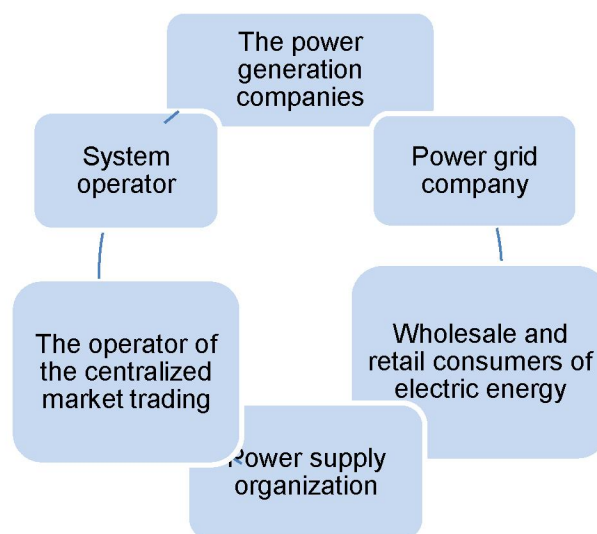 The power
generation
companies
System
operator
Power grid
company
The operator of
the centralized
market trading
Wholesale and
retail consumers of
electric energy
Power supply
organization